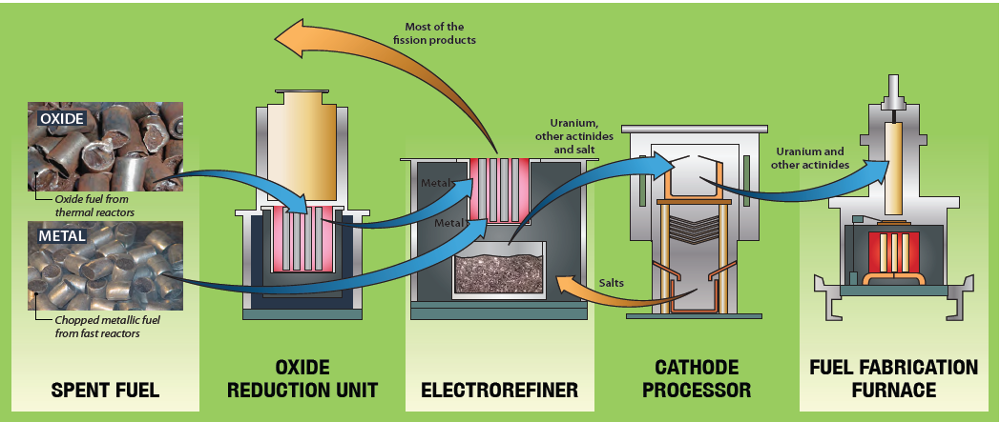 Most of the
fission products
OXIDE
Oxide fuel from
thermal reactors
METAL
Chopped metallic fuel
from fast reactors
Metals
Metals
Uranium,
other actinides
and salt
Salts
Uranium and
other actinides
SPENT FUEL
OXIDE
REDUCTION UNIT
ELECTROREFINER
CATHODE
PROCESSOR
FUEL FABRICATION
FURNACE